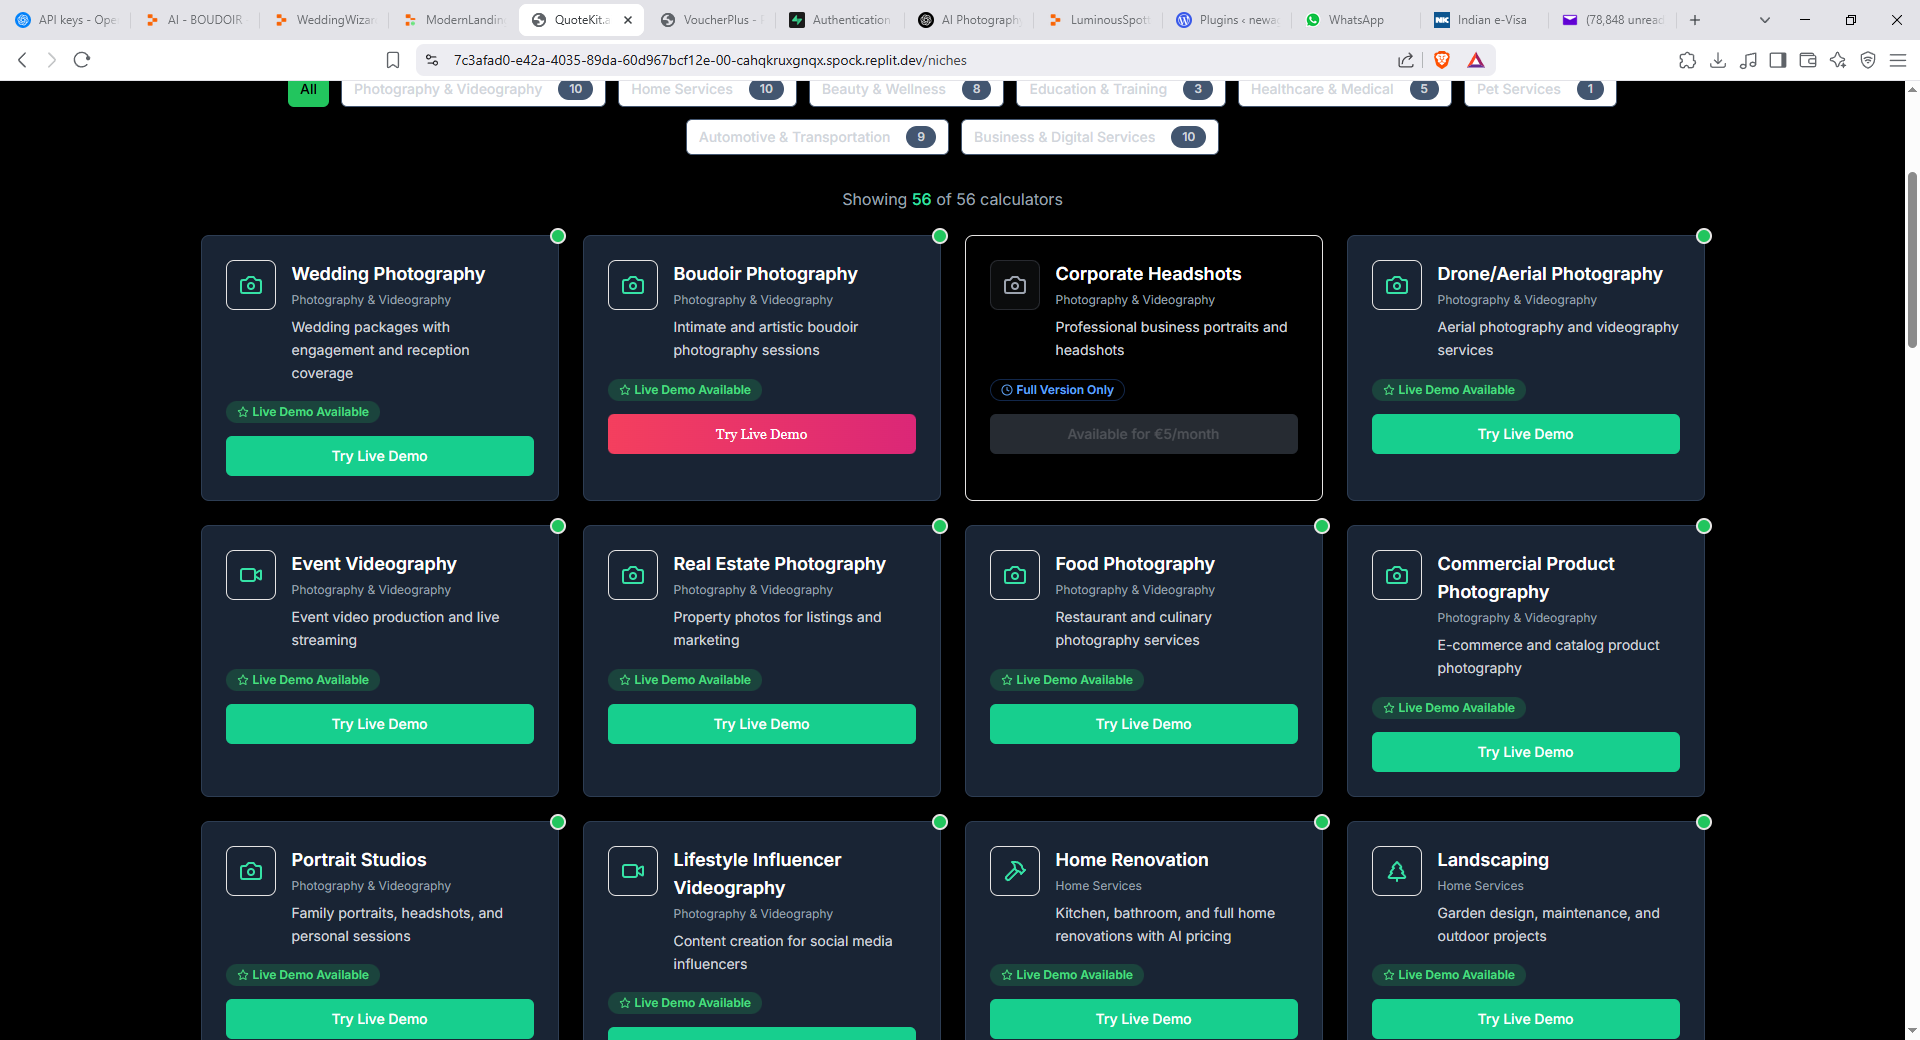 API keys - Ope
AI - BOUDOIR
WeddingWizar
ModernLandin
QuoteKit.a
VoucherPlus - F
Authentication
AI Photography
LuminousSpott
Plugins ‹ newag
WhatsApp
Indian e-Visa
(78,848 unread
7c3afad0-e42a-4035-89da-60d967bcf12e-00-cahqkruxgnqx.spock.replit.dev/niches
All
Photography & Videography 10
Home Services 10
Beauty & Wellness 8
Education & Training 3
Healthcare & Medical 5
Pet Services 1
Automotive & Transportation 9
Business & Digital Services 10
Showing 56 of 56 calculators
Wedding Photography
Photography & Videography
Wedding packages with
engagement and reception
coverage
Live Demo Available
Try Live Demo
Boudoir Photography
Photography & Videography
Intimate and artistic boudoir
photography sessions
Live Demo Available
Try Live Demo
Corporate Headshots
Photography & Videography
Professional business portraits and
headshots
Full Version Only
Available for €5/month
Drone/Aerial Photography
Photography & Videography
Aerial photography and videography
services
Live Demo Available
Try Live Demo
Event Videography
Photography & Videography
Event video production and live
streaming
Live Demo Available
Try Live Demo
Real Estate Photography
Photography & Videography
Property photos for listings and
marketing
Live Demo Available
Try Live Demo
Food Photography
Photography & Videography
Restaurant and culinary
photography services
Live Demo Available
Try Live Demo
Commercial Product
Photography
Photography & Videography
E-commerce and catalog product
photography
Live Demo Available
Try Live Demo
Portrait Studios
Photography & Videography
Family portraits, headshots, and
personal sessions
Live Demo Available
Try Live Demo
Lifestyle Influencer
Videography
Photography & Videography
Content creation for social media
influencers
Live Demo Available
Home Renovation
Home Services
Kitchen, bathroom, and full home
renovations with AI pricing
Live Demo Available
Try Live Demo
Landscaping
Home Services
Garden design, maintenance, and
outdoor projects
Live Demo Available
Try Live Demo